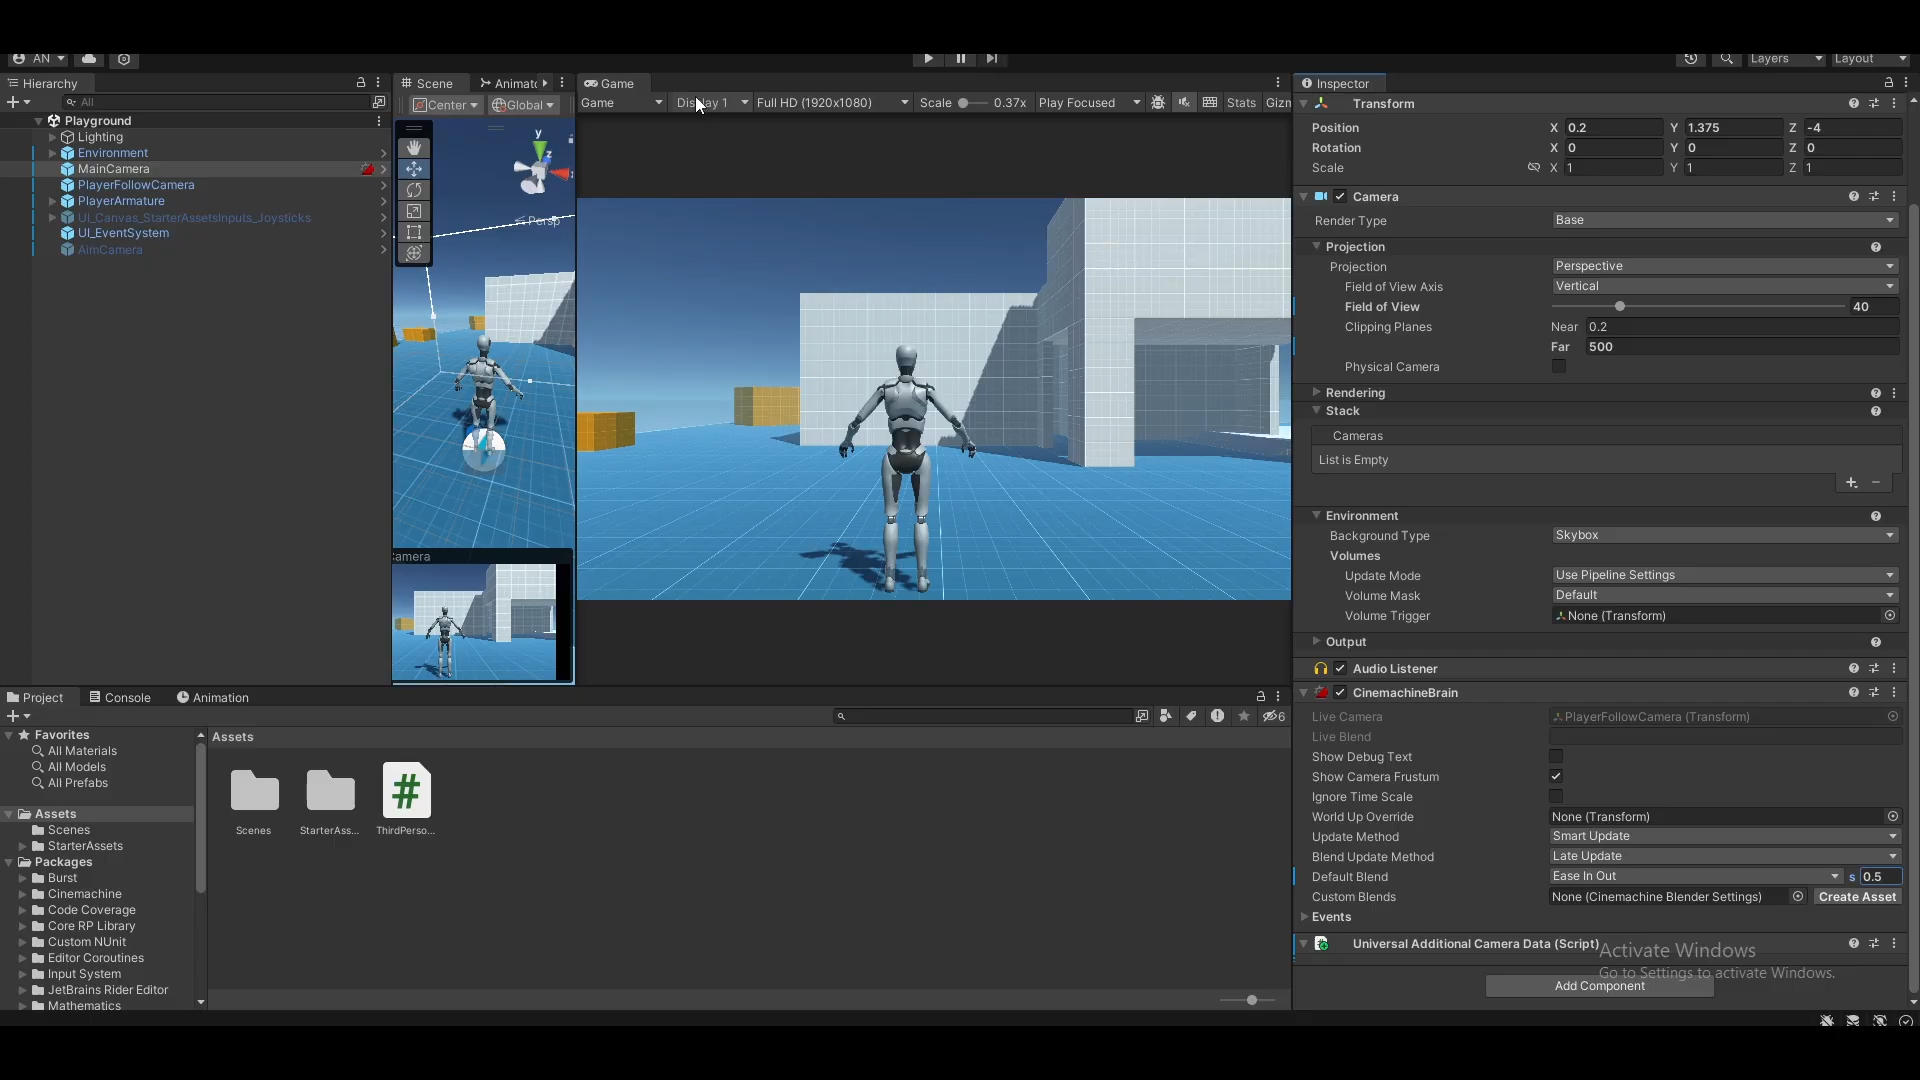 AN
Layers
Layout
Hierarchy
All
Playground
Lighting
Environment
MainCamera
PlayerFollowCamera
PlayerArmature
UI_Canvas_StarterAssetsInputs_Joysticks
UI_EventSystem
AimCamera
Scene
Animato
Center
Global
y
z
Persp
amera
Game
Game
Display 1
Full HD (1920x1080)
Scale
0.37x
Play Focused
Stats
Gizn
Inspector
Transform
Position
X 0.2 Y 1.375 Z -4
Rotation
X 0 Y 0 Z 0
Scale
X 1 Y 1 Z 1
Camera
Render Type
Base
Projection
Projection
Perspective
Field of View Axis
Vertical
Field of View
40
Clipping Planes
Near 0.2
Far 500
Physical Camera
Rendering
Stack
Cameras
List is Empty
Environment
Background Type
Skybox
Volumes
Update Mode
Use Pipeline Settings
Volume Mask
Default
Volume Trigger
None (Transform)
Output
Audio Listener
CinemachineBrain
Live Camera
PlayerFollowCamera (Transform)
Live Blend
Show Debug Text
Show Camera Frustum
Ignore Time Scale
World Up Override
None (Transform)
Update Method
Smart Update
Blend Update Method
Late Update
Default Blend
Ease In Out
s 0.5
Custom Blends
None (Cinemachine Blender Settings)
Create Asset
Events
Universal Additional Camera Data (Script)
Activate Windows
Go to Settings to activate Windows.
Add Component
Project
Console
Animation
6
Favorites
All Materials
All Models
All Prefabs
Assets
Scenes
StarterAssets
Packages
Burst
Cinemachine
Code Coverage
Core RP Library
Custom NUnit
Editor Coroutines
Input System
JetBrains Rider Editor
Mathematics
Assets
Scenes
StarterAss...
#
ThirdPerso...